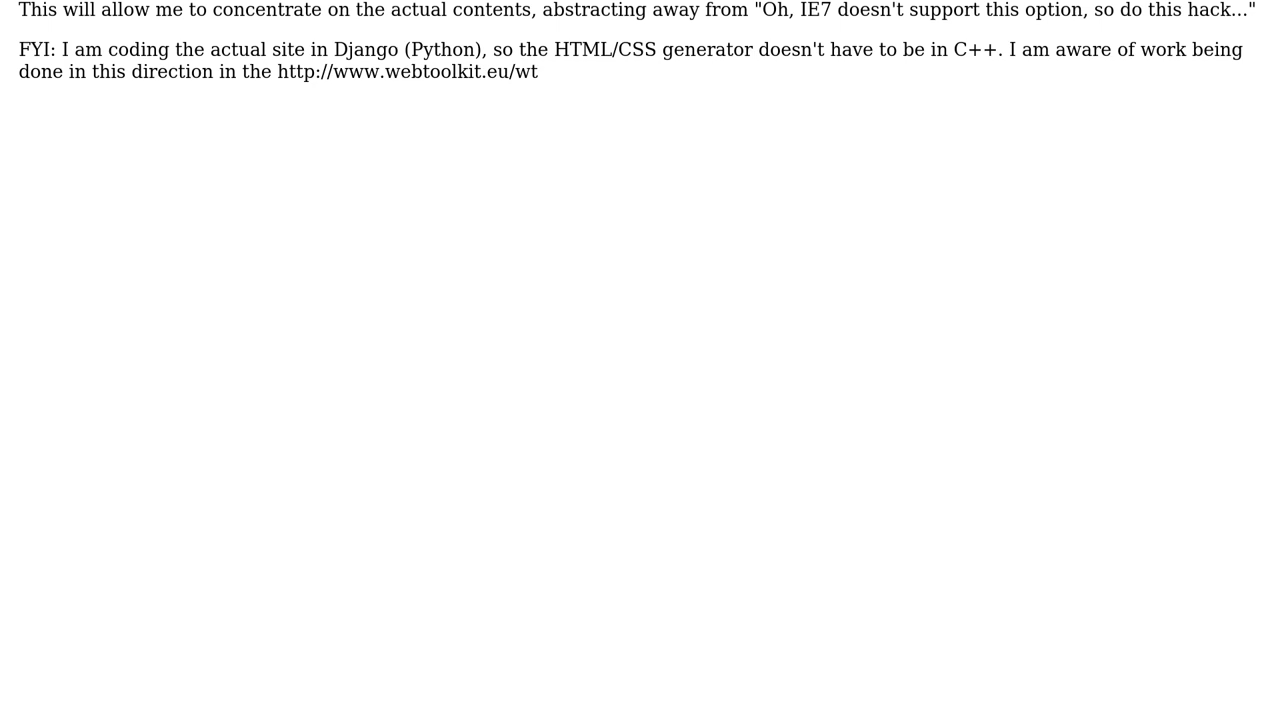 This will allow me to concentrate on the actual contents, abstracting away from "Oh, IE7 doesn't support this option, so do this hack..."
FYI: I am coding the actual site in Django (Python), so the HTML/CSS generator doesn't have to be in C++. I am aware of work being
done in this direction in the http://www.webtoolkit.eu/wt